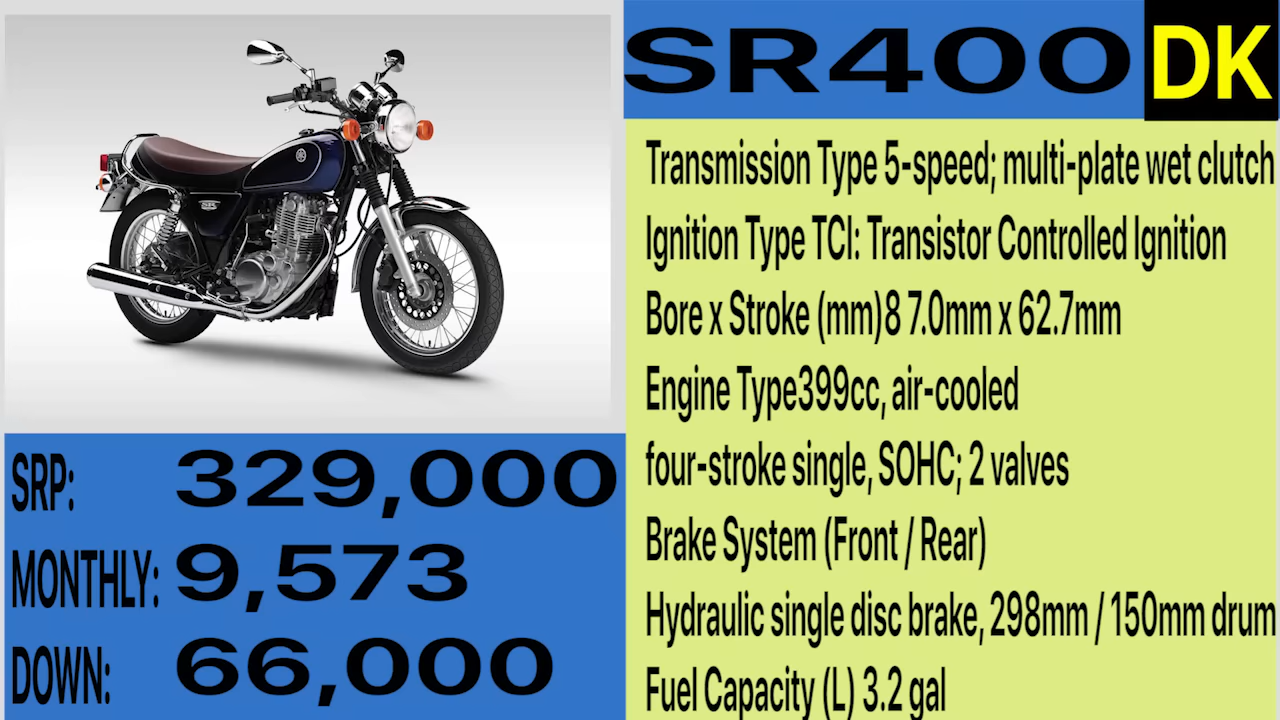 SR400 DK
Transmission Type 5-speed; multi-plate wet clutch
Ignition Type TCI: Transistor Controlled Ignition
Bore x Stroke (mm)8 7.0mm x 62.7mm
Engine Type399cc, air-cooled
four-stroke single, SOHC; 2 valves
Brake System (Front / Rear)
Hydraulic single disc brake, 298mm / 150mm drum
Fuel Capacity (L) 3.2 gal
SR
SRP: 329,000
MONTHLY: 9,573
DOWN: 66,000